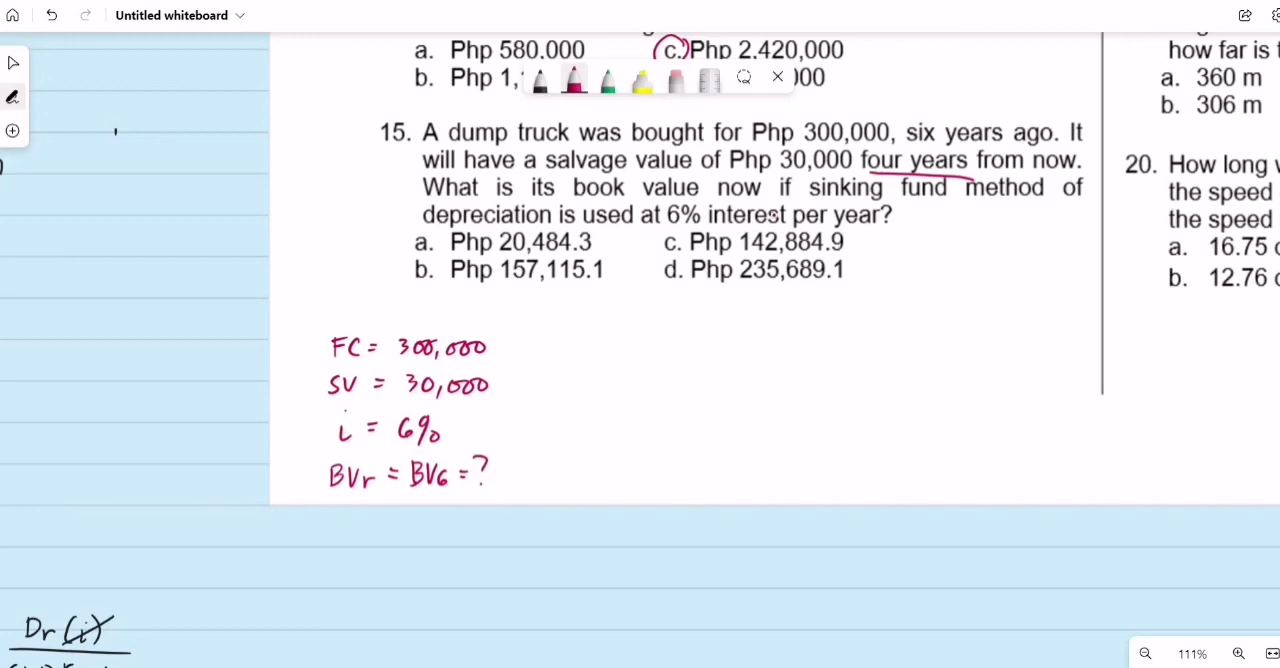 Untitled whiteboard
a. Php 580,000 c. Php 2,420,000
b. Php 1, 000
15. A dump truck was bought for Php 300,000, six years ago. It
will have a salvage value of Php 30,000 four years from now.
What is its book value now if sinking fund method of
depreciation is used at 6% interest per year?
a. Php 20,484.3 c. Php 142,884.9
b. Php 157,115.1 d. Php 235,689.1
FC = 300,000
SV = 30,000
i = 6%
BVr = BV6 = ?
how far is
a. 360 m
b. 306 m
20. How long
the speed
the speed
a. 16.75
b. 12.76
Dr (i)
111%